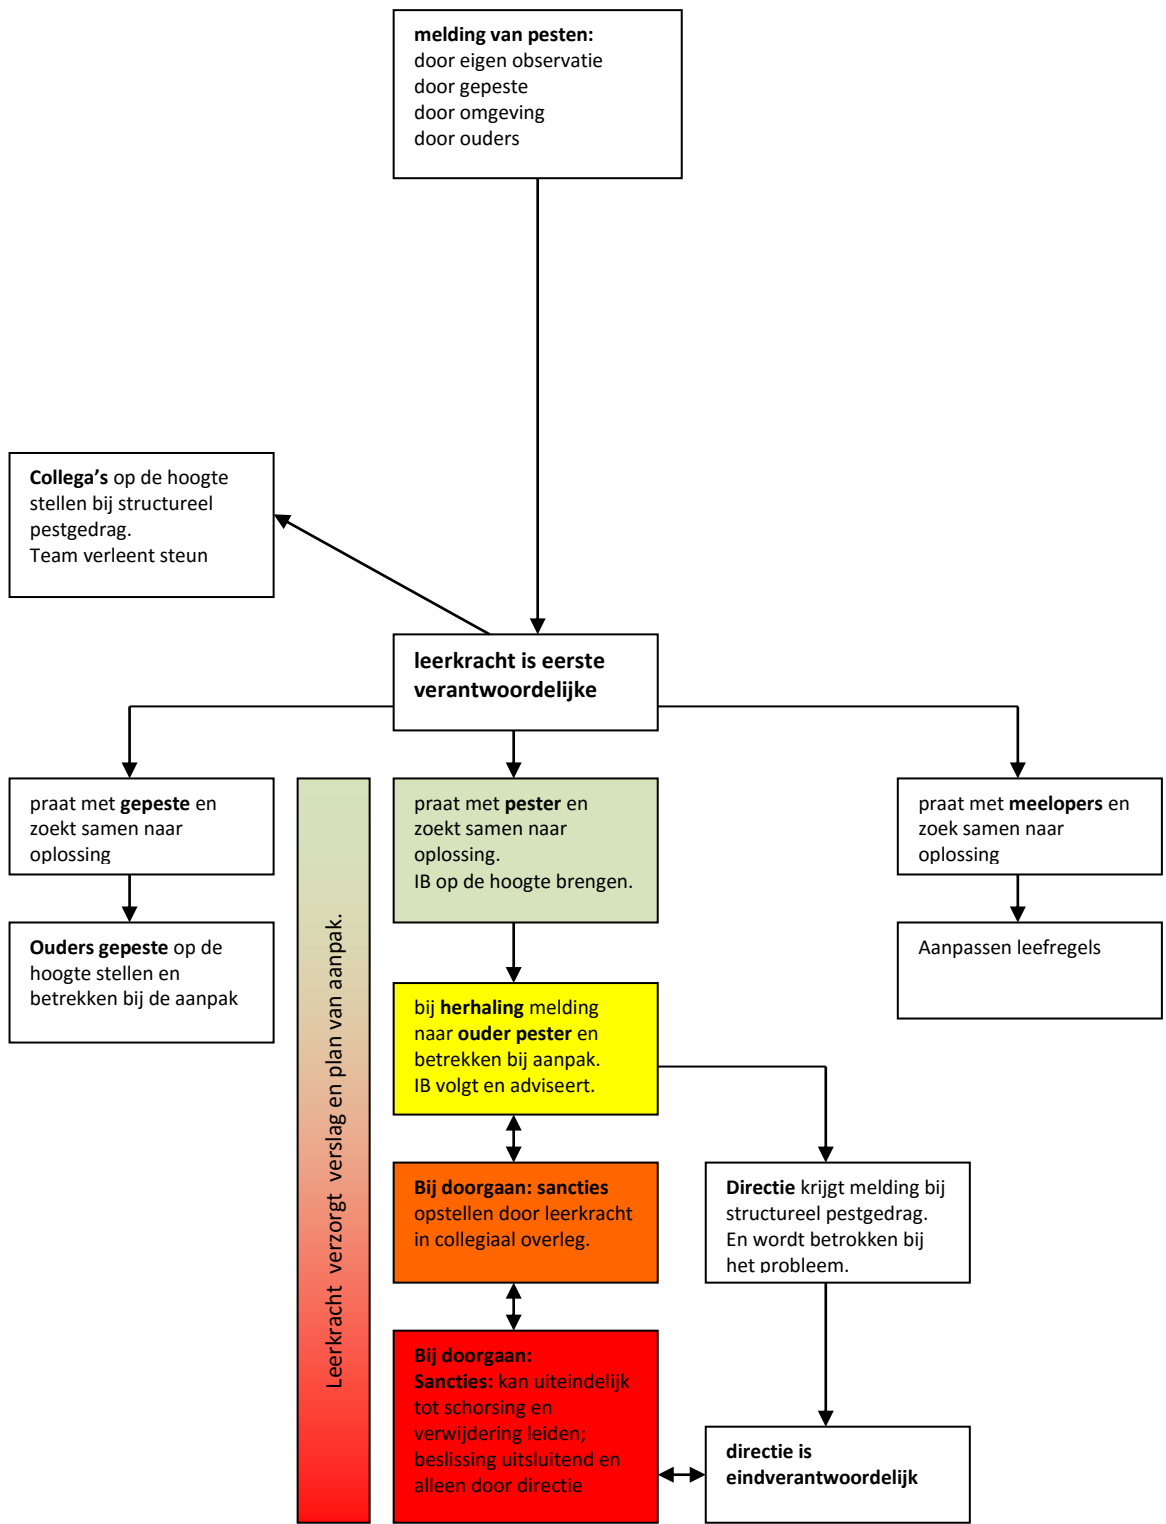 melding van pesten:
door eigen observatie
door gepeste
door omgeving
door ouders
Collega’s op de hoogte
stellen bij structureel
pestgedrag.
Team verleent steun
leerkracht is eerste
verantwoordelijke
praat met gepeste en
zoekt samen naar
oplossing
Ouders gepeste op de
hoogte stellen en
betrekken bij de aanpak
Leerkracht verzorgt verslag en plan van aanpak.
praat met pester en
zoekt samen naar
oplossing.
IB op de hoogte brengen.
praat met meelopers en
zoek samen naar
oplossing
Aanpassen leefregels
bij herhaling melding
naar ouder pester en
betrekken bij aanpak.
IB volgt en adviseert.
Bij doorgaan: sancties
opstellen door leerkracht
in collegiaal overleg.
Directie krijgt melding bij
structureel pestgedrag.
En wordt betrokken bij
het probleem.
Bij doorgaan:
Sancties: kan uiteindelijk
tot schorsing en
verwijdering leiden;
beslissing uitsluitend en
alleen door directie
directie is
eindverantwoordelijk